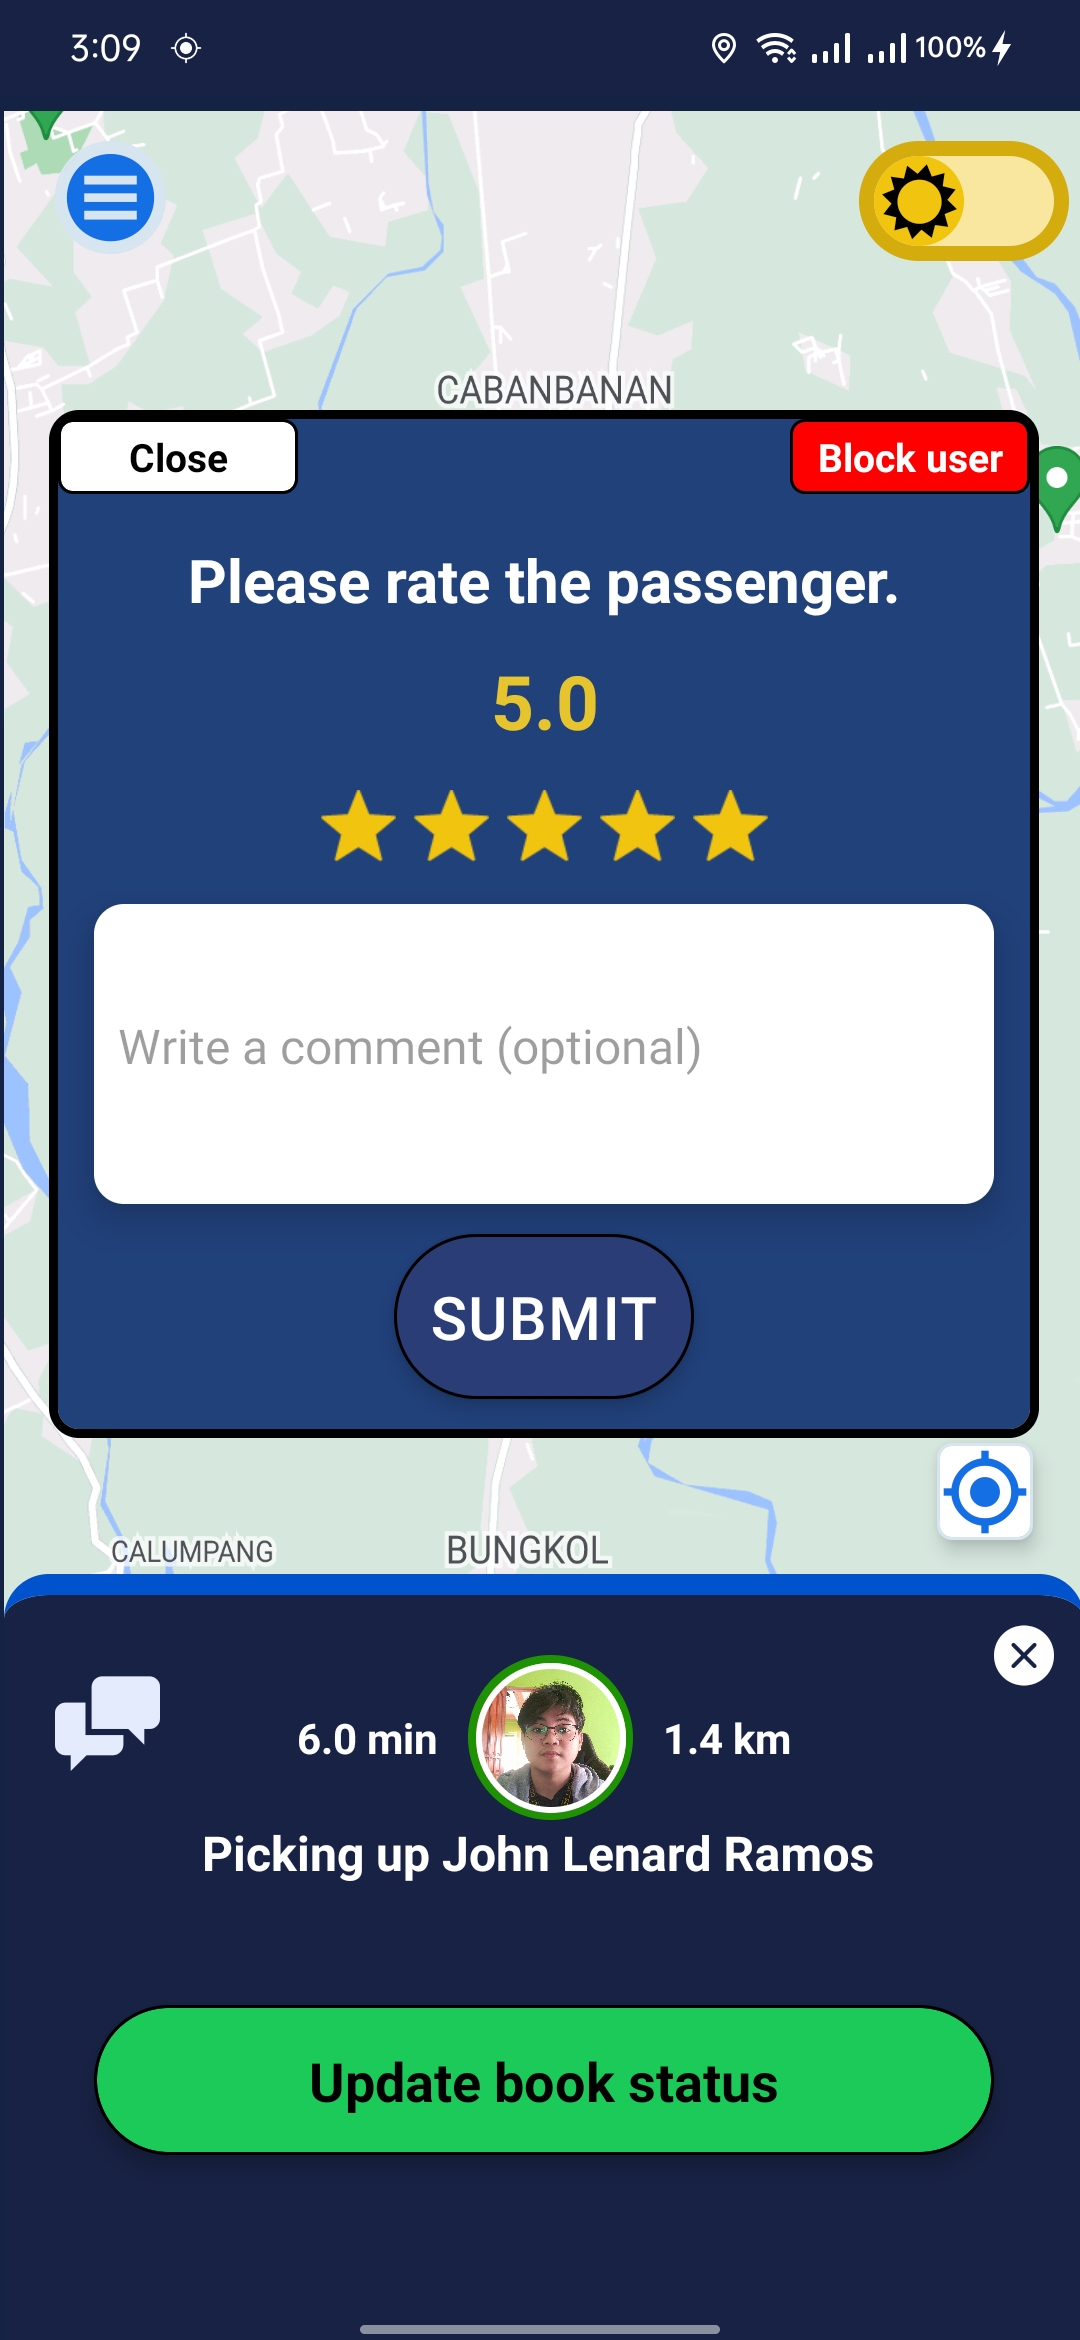 3:09
100%
CABANBANAN
Close
Block user
Please rate the passenger.
5.0
Write a comment (optional)
SUBMIT
CALUMPANG
BUNGKOL
6.0 min
1.4 km
Picking up John Lenard Ramos
Update book status